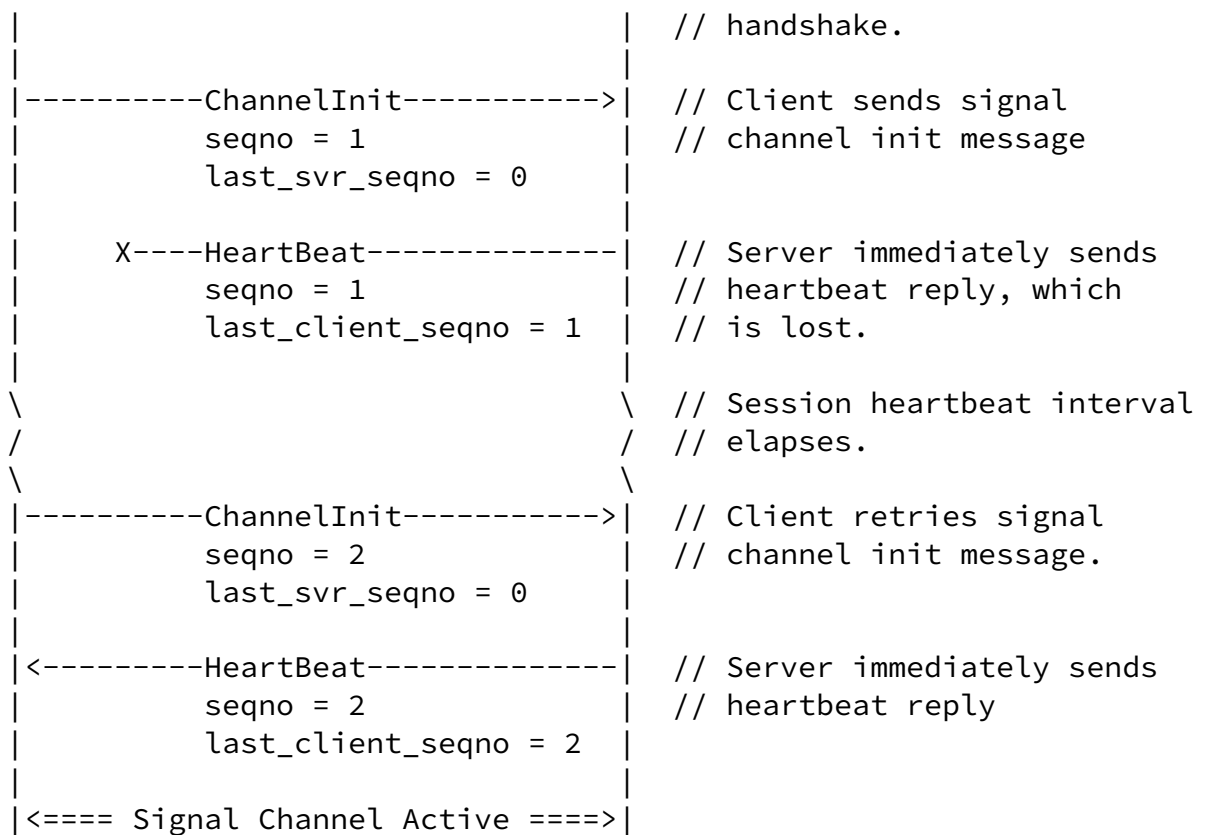 |                               |  // handshake.
|                               |
|----------ChannelInit----------->|  // Client sends signal
|          seqno = 1            |  // channel init message
|          last_svr_seqno = 0   |
|                               |
|     X----HeartBeat--------------|  // Server immediately sends
|          seqno = 1            |  // heartbeat reply, which
|          last_client_seqno = 1  |  // is lost.
|                               |
\                               \  // Session heartbeat interval
/                               /  // elapses.
\                               \
|----------ChannelInit----------->|  // Client retries signal
|          seqno = 2            |  // channel init message.
|          last_svr_seqno = 0   |
|                               |
|<---------HeartBeat--------------|  // Server immediately sends
|          seqno = 2            |  // heartbeat reply
|          last_client_seqno = 2  |
|                               |
|<==== Signal Channel Active ====>|